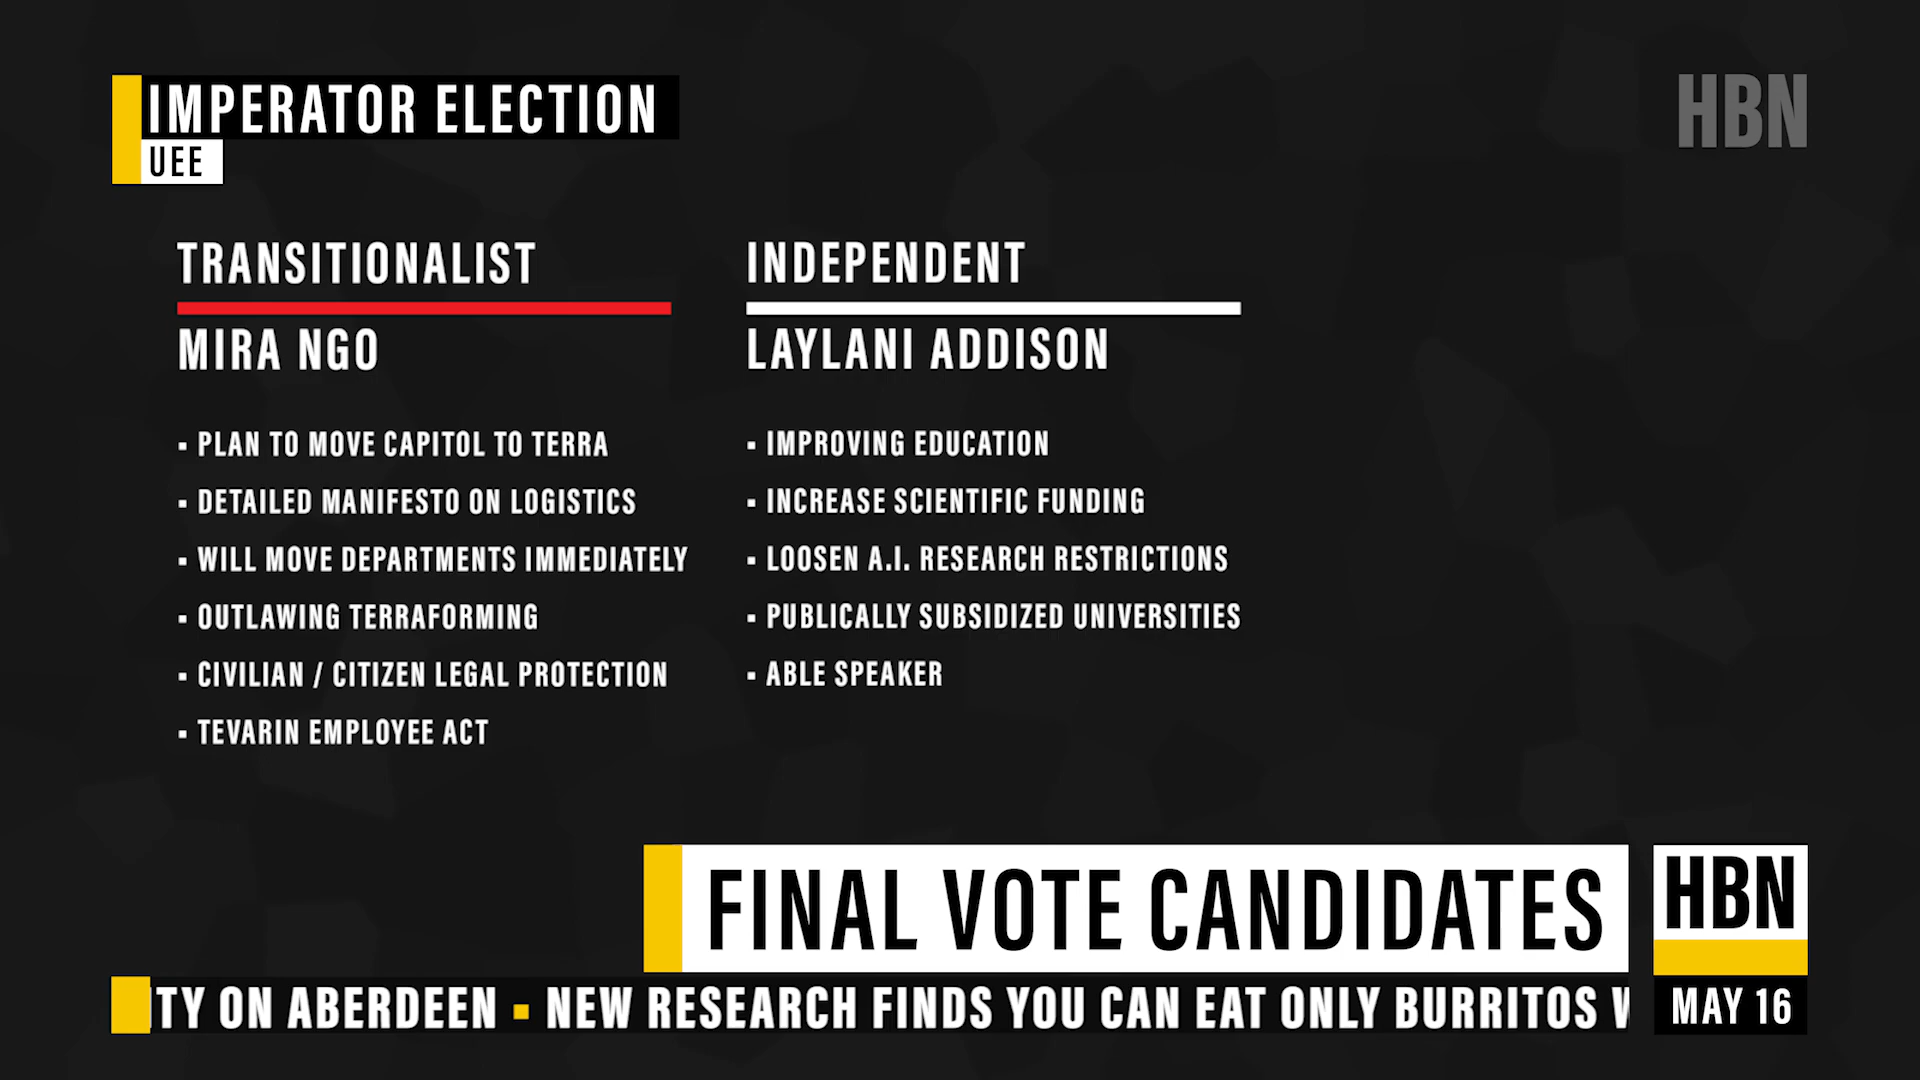 IMPERATOR ELECTION
UEE
HBN
TRANSITIONALIST
MIRA NGO
▪ PLAN TO MOVE CAPITOL TO TERRA
▪ DETAILED MANIFESTO ON LOGISTICS
▪ WILL MOVE DEPARTMENTS IMMEDIATELY
▪ OUTLAWING TERRAFORMING
▪ CIVILIAN / CITIZEN LEGAL PROTECTION
▪ TEVARIN EMPLOYEE ACT
INDEPENDENT
LAYLANI ADDISON
▪ IMPROVING EDUCATION
▪ INCREASE SCIENTIFIC FUNDING
▪ LOOSEN A.I. RESEARCH RESTRICTIONS
▪ PUBLICALLY SUBSIDIZED UNIVERSITIES
▪ ABLE SPEAKER
FINAL VOTE CANDIDATES
HBN
TY ON ABERDEEN ▪ NEW RESEARCH FINDS YOU CAN EAT ONLY BURRITOS
MAY 16